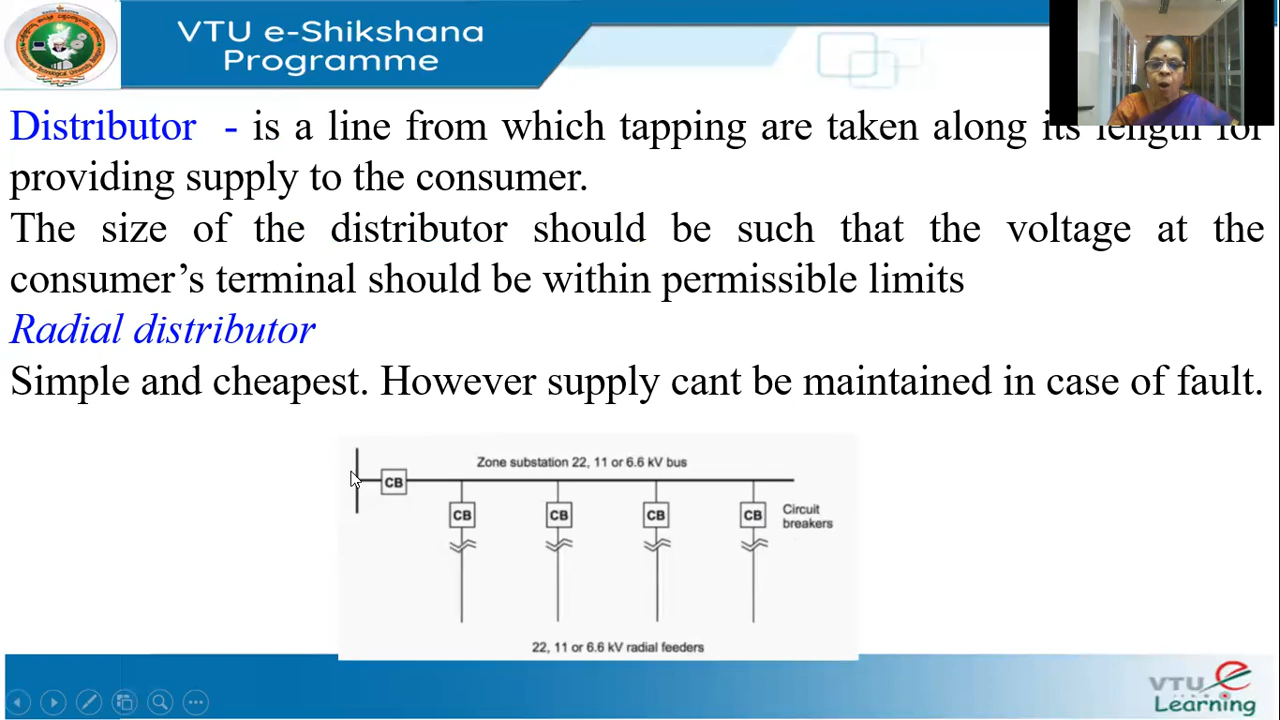 VTU e-Shikshana
Programme
Distributor - is a line from which tapping are taken along its length for
providing supply to the consumer.
The size of the distributor should be such that the voltage at the
consumer’s terminal should be within permissible limits
Radial distributor
Simple and cheapest. However supply cant be maintained in case of fault.
Zone substation 22, 11 or 6.6 kV bus
CB
CB CB CB CB Circuit
breakers
22, 11 or 6.6 kV radial feeders
VTU e
Learning